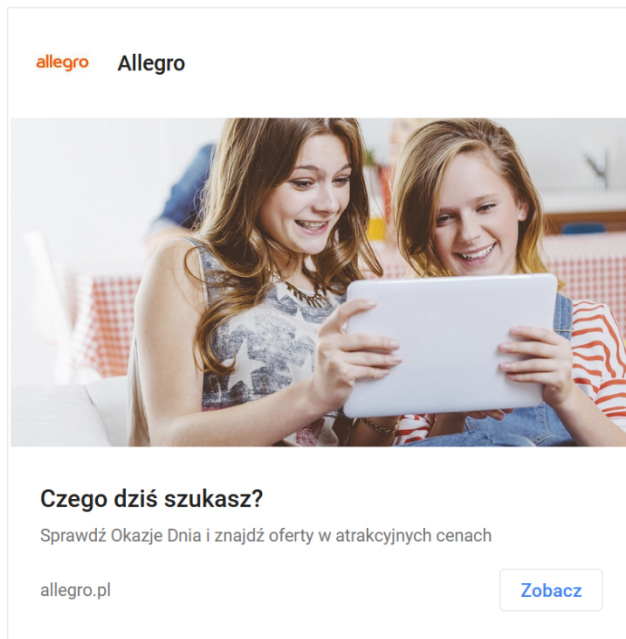 allegro Allegro
Czego dziś szukasz?
Sprawdź Okazje Dnia i znajdź oferty w atrakcyjnych cenach
allegro.pl Zobacz